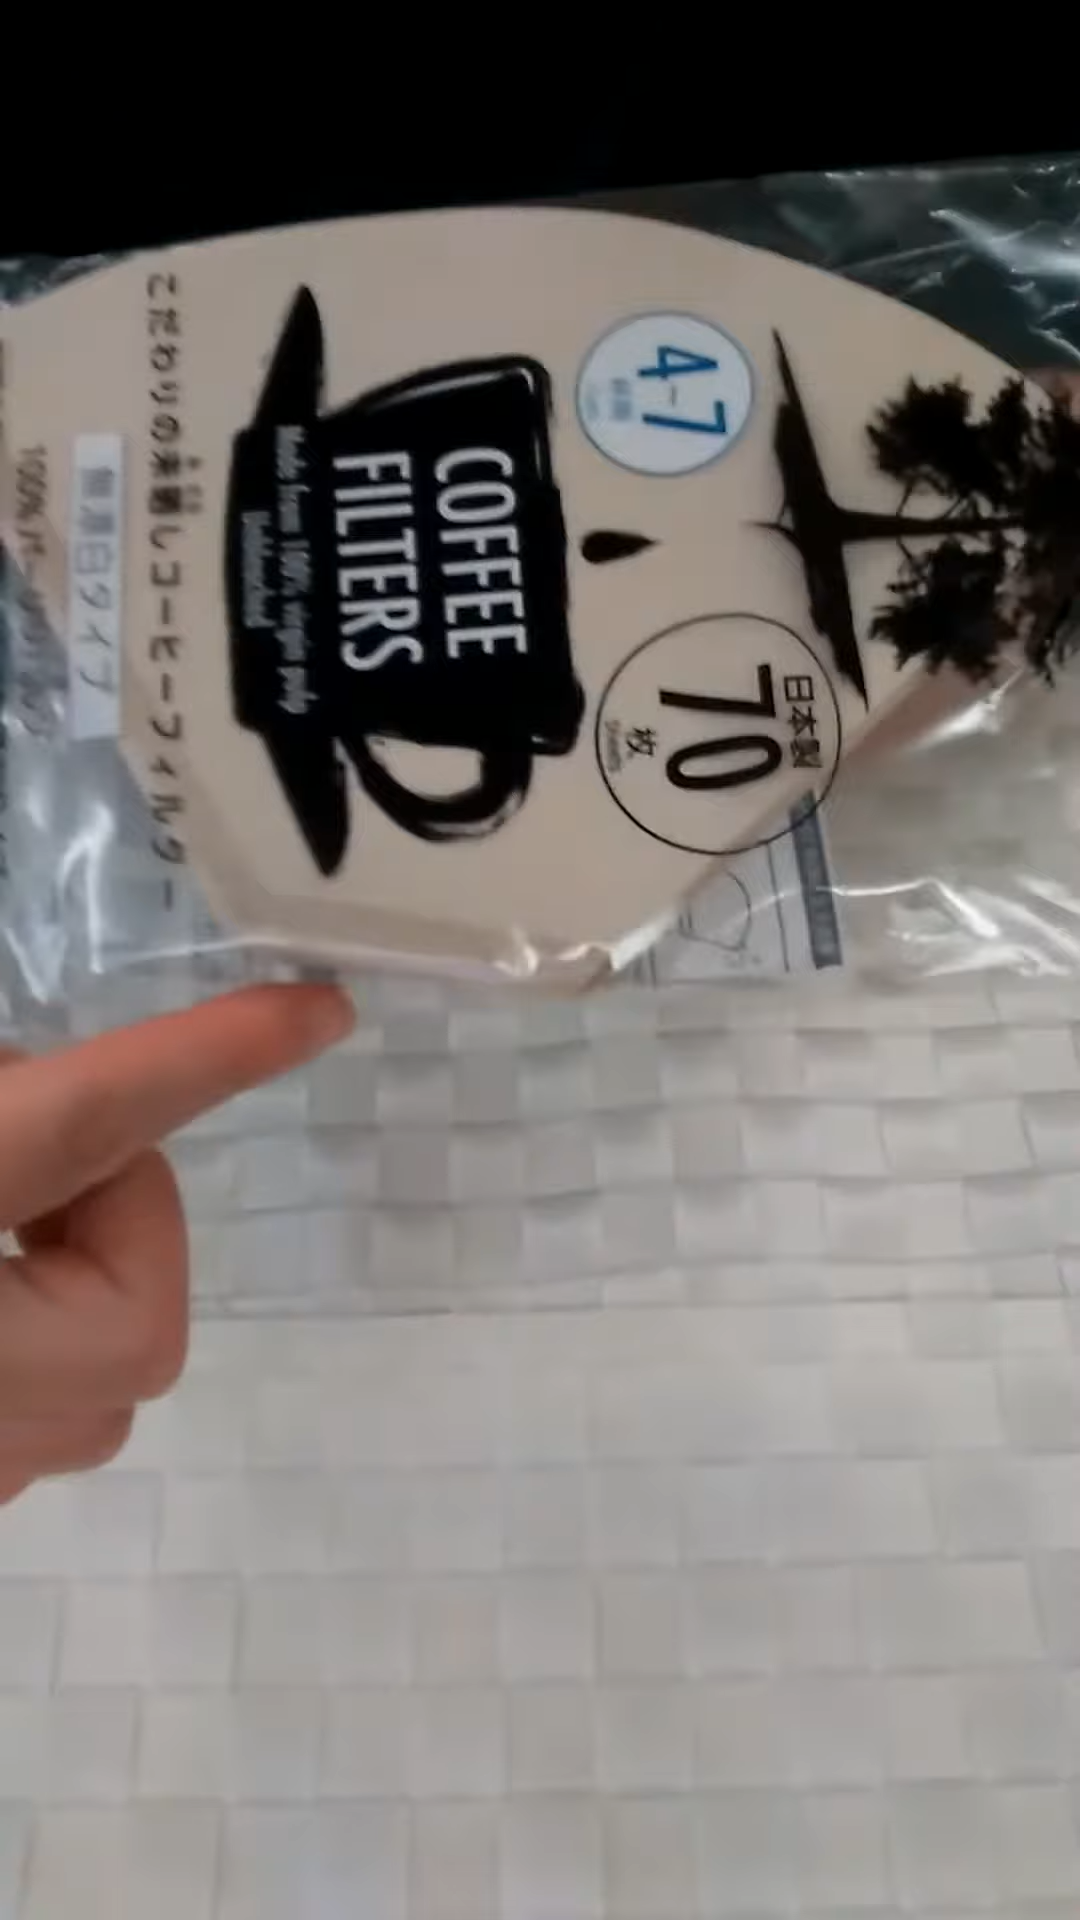 日本製
70
枚
4~7
COFFEE
FILTERS
Made from 100% virgin pulp
Unbleached
こだわりの未晒しコーヒーフィルター
無漂白タイプ
100%